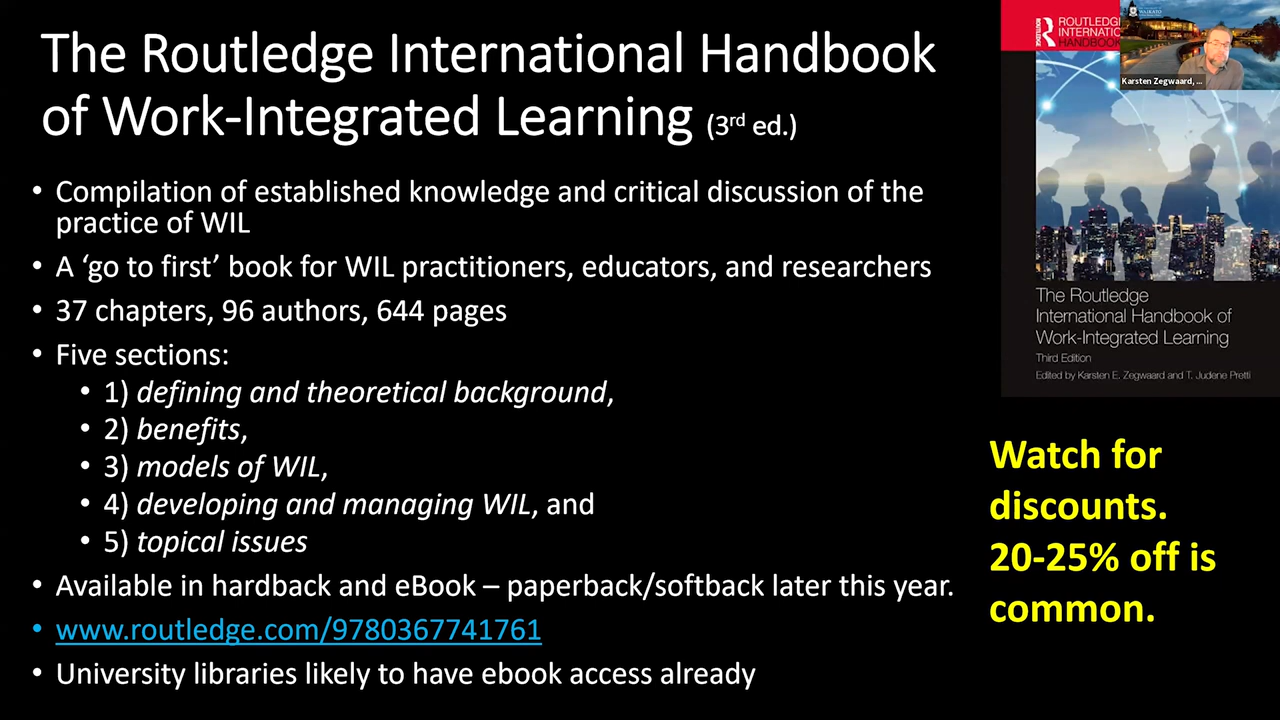 The Routledge International Handbook
of Work-Integrated Learning (3rd ed.)
• Compilation of established knowledge and critical discussion of the
practice of WIL
• A ‘go to first’ book for WIL practitioners, educators, and researchers
• 37 chapters, 96 authors, 644 pages
• Five sections:
• 1) defining and theoretical background,
• 2) benefits,
• 3) models of WIL,
• 4) developing and managing WIL, and
• 5) topical issues
• Available in hardback and eBook – paperback/softback later this year.
• www.routledge.com/9780367741761
• University libraries likely to have ebook access already
ROUTLEDGE
ROUTLEDGE
INTERNATIO
HANDBOOK
WAIKATO
Karsten Zegwaard, ...
The Routledge
International Handbook of
Work-Integrated Learning
Third Edition
Edited by Karsten E. Zegwaard and T. Judene Pretti
Watch for
discounts.
20-25% off is
common.